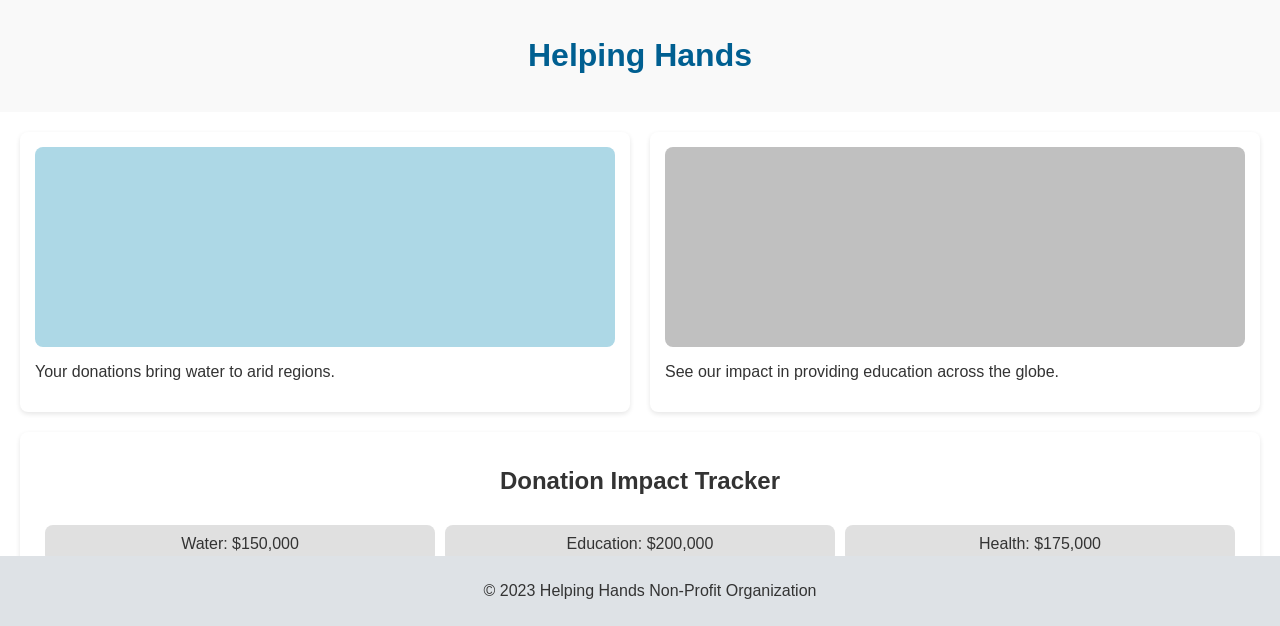 Helping Hands
Your donations bring water to arid regions.
See our impact in providing education across the globe.
Donation Impact Tracker
Water: $150,000
Education: $200,000
Health: $175,000
© 2023 Helping Hands Non-Profit Organization